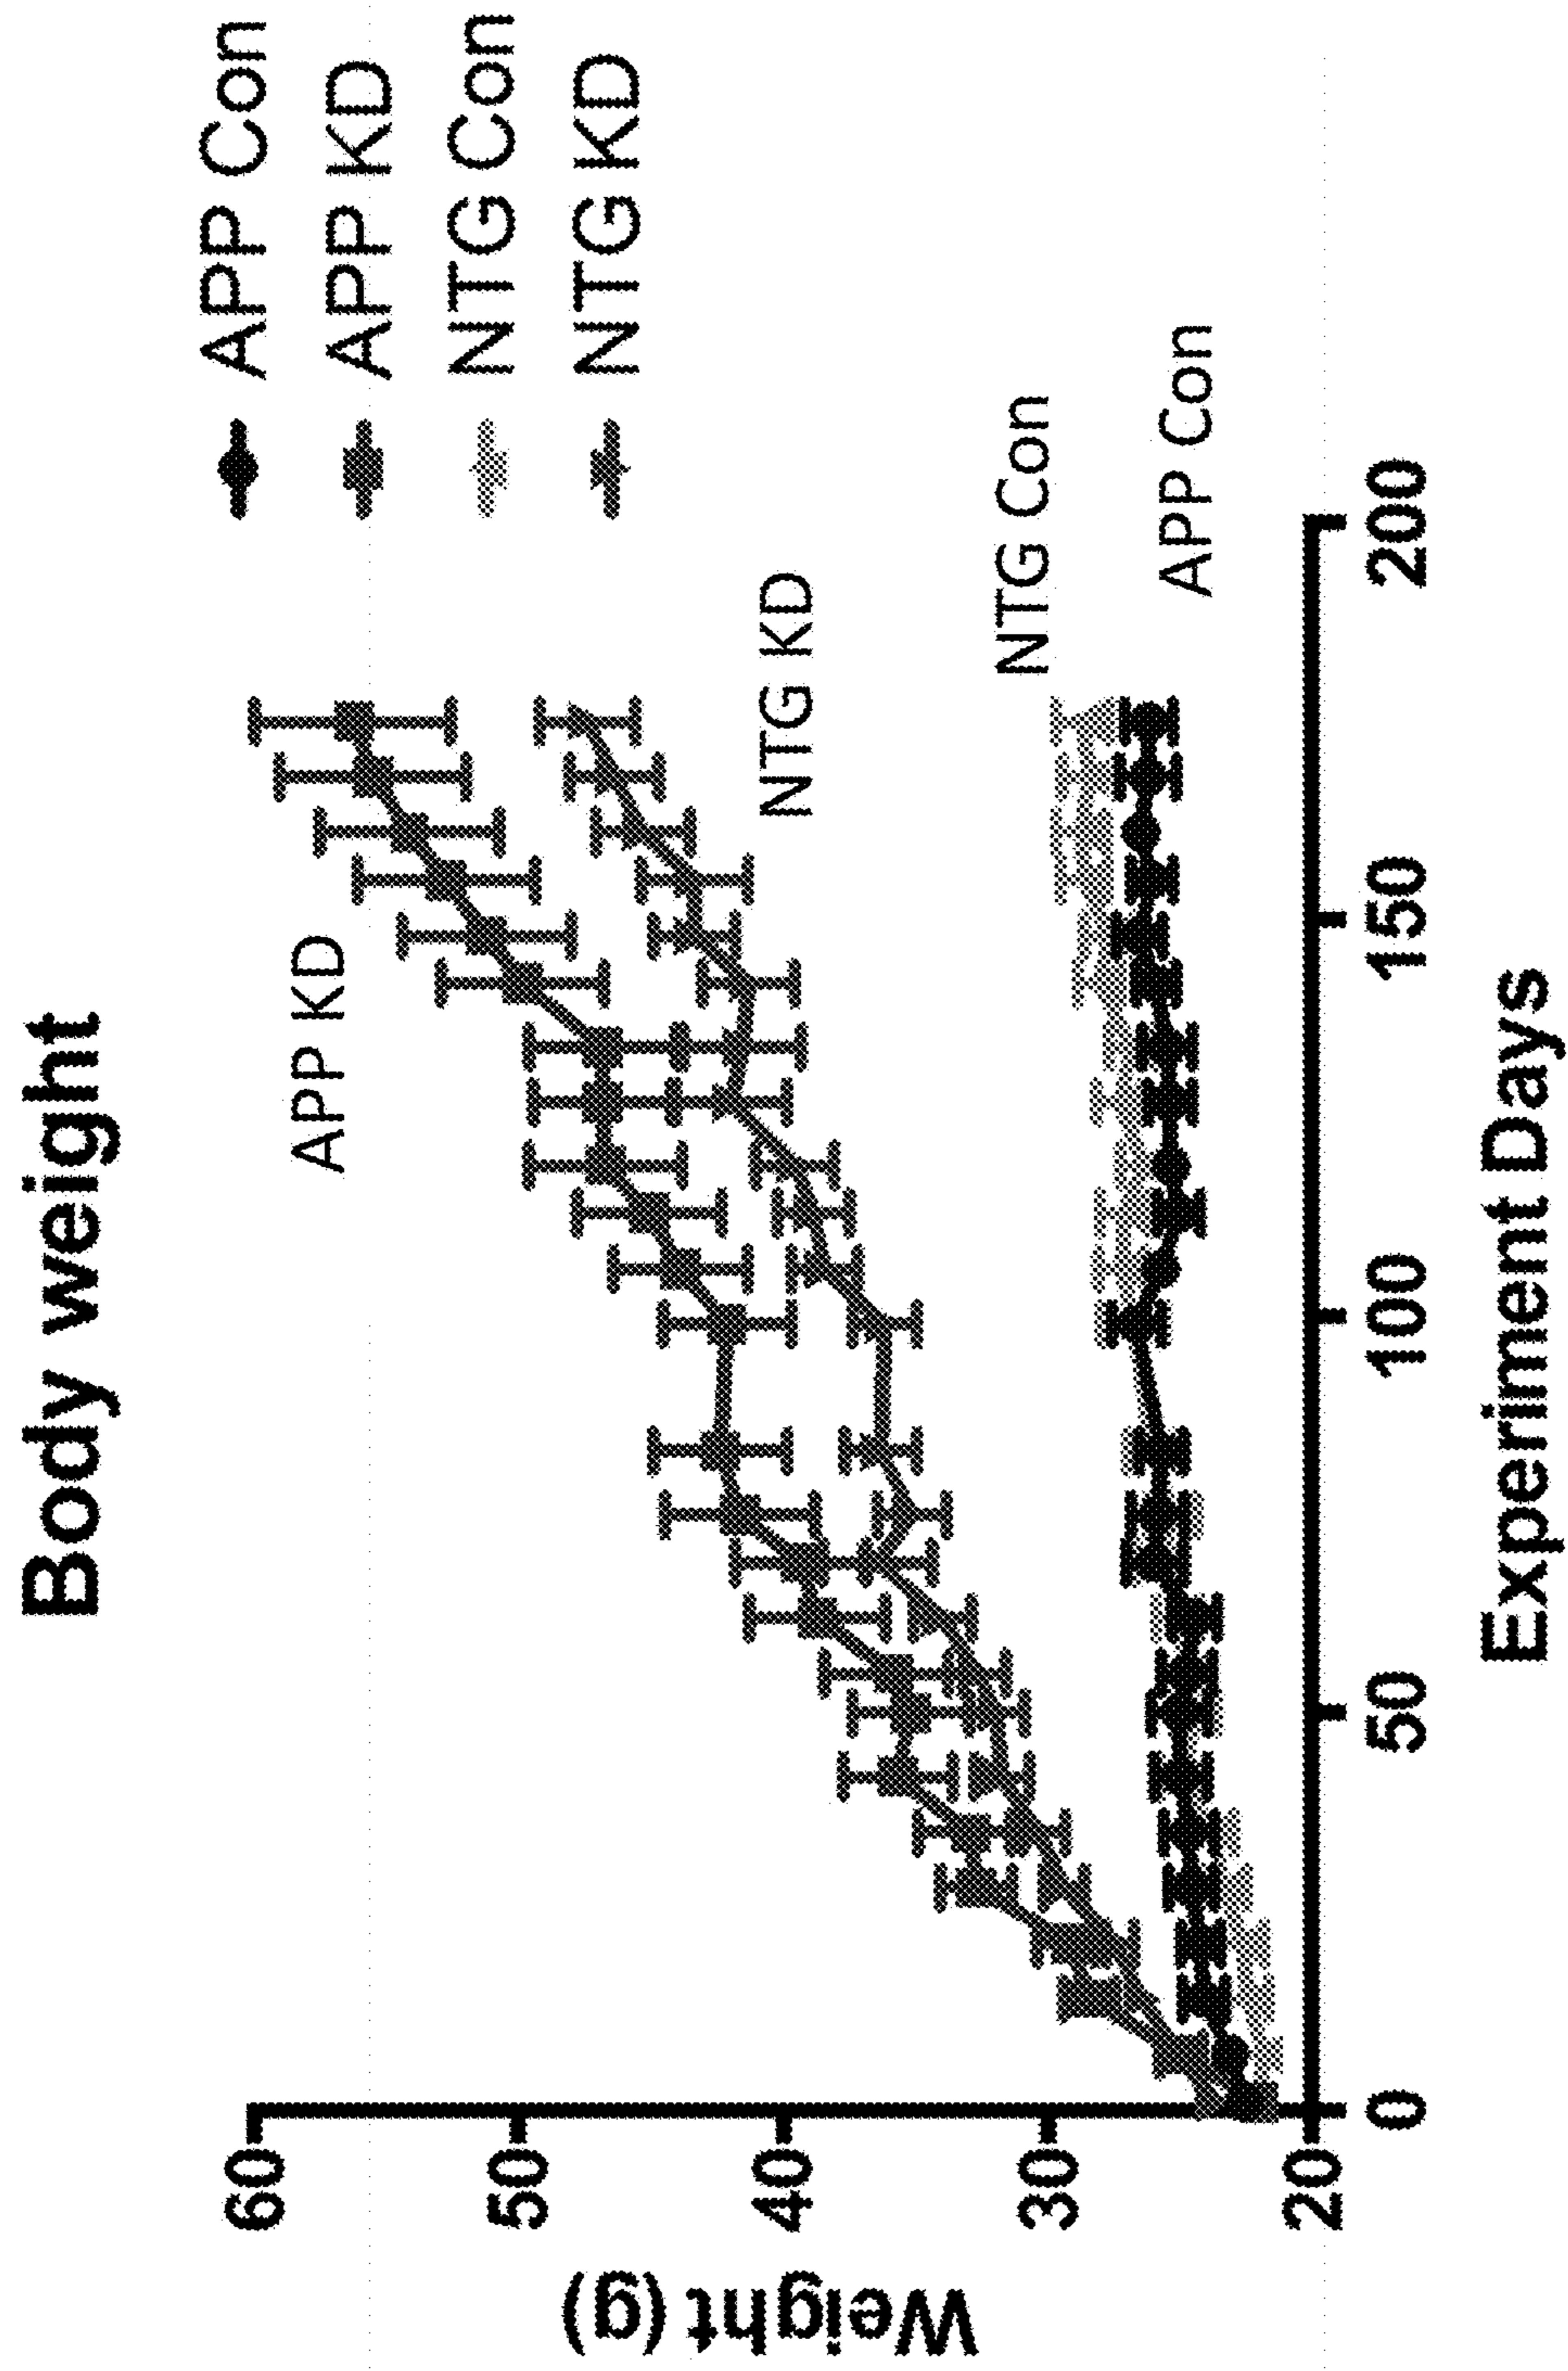 Body weight
APP Con
APP KD
NTG Con
NTG KD
APP KD
NTG KD
NTG Con
APP Con
Weight (g)
60
50
40
30
20
0
50
100
150
200
Experiment Days